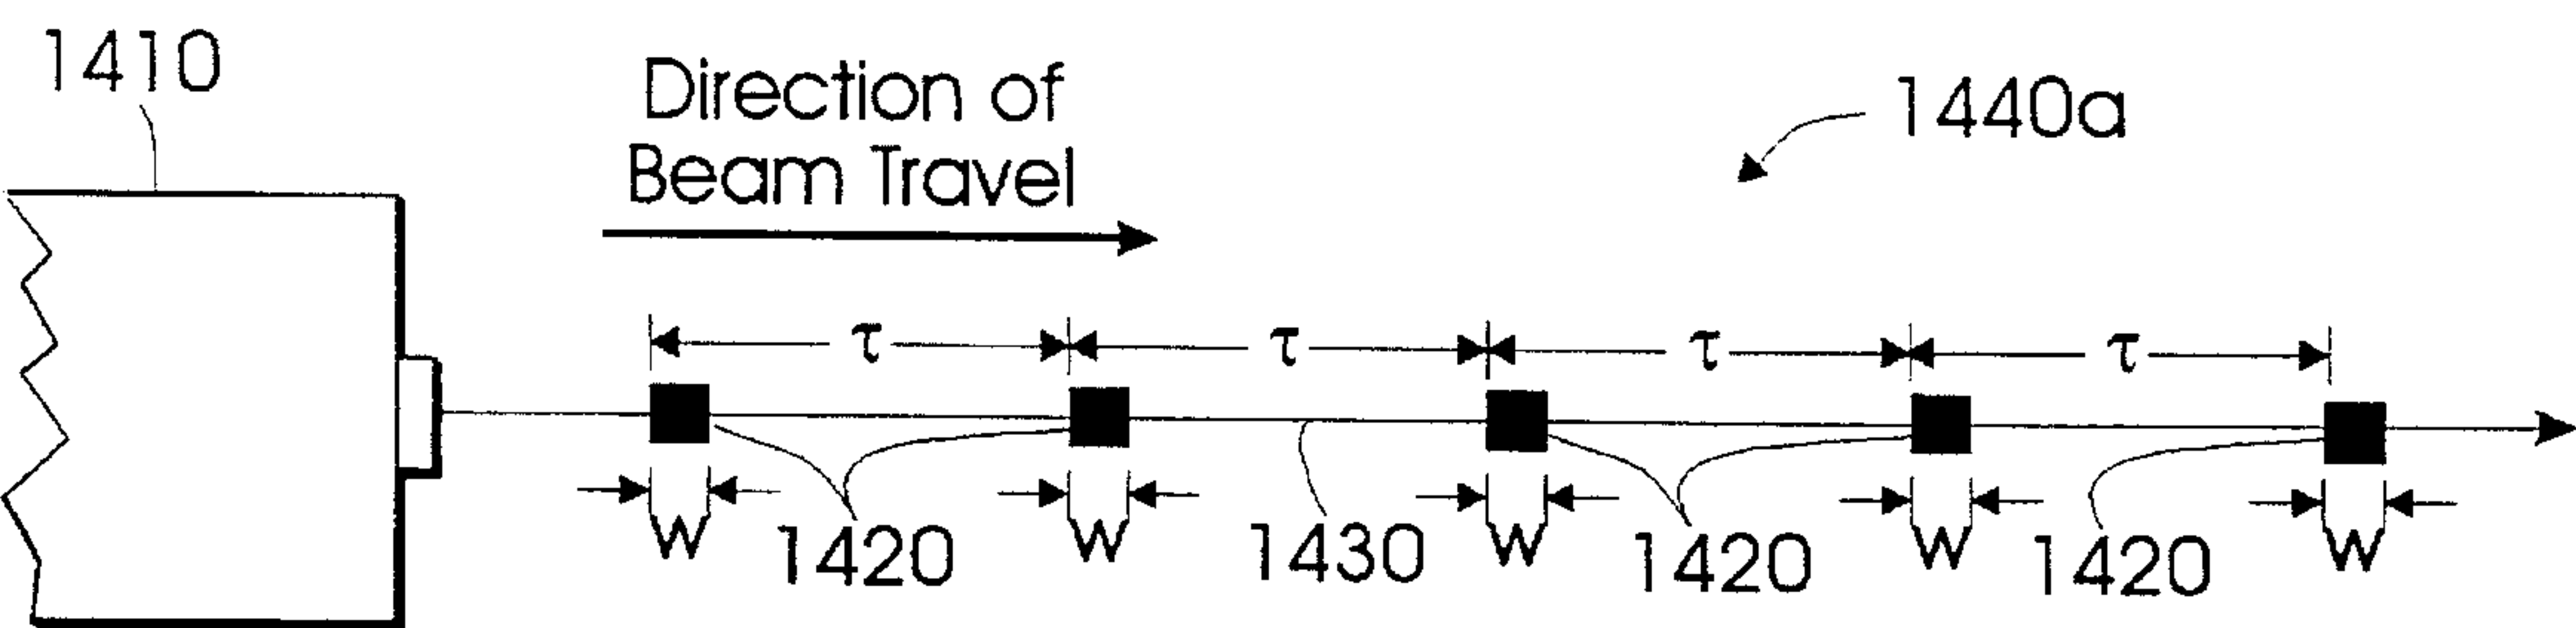 1410
Direction of
Beam Travel
1440a
τ τ τ τ
W W W W W
1420 1430 1420 1420